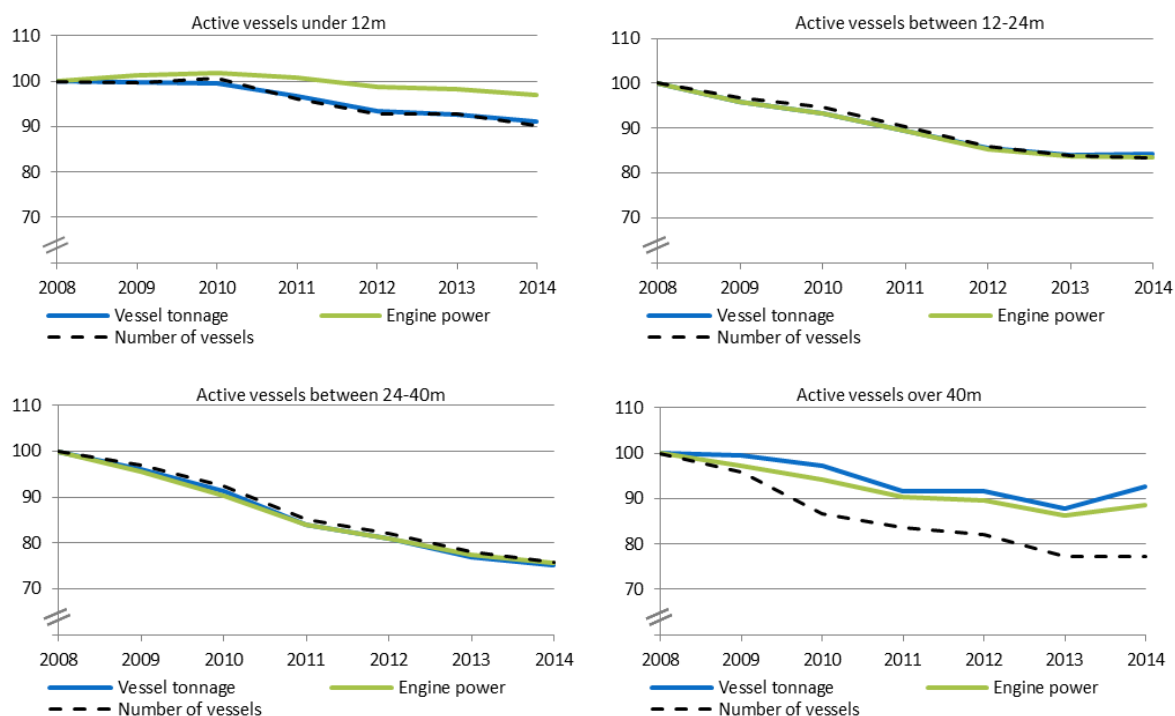 Active vessels under 12m
110
100
90
80
70
2008 2009 2010 2011 2012 2013 2014
Vessel tonnage Engine power
Number of vessels
Active vessels between 12-24m
110
100
90
80
70
2008 2009 2010 2011 2012 2013 2014
Vessel tonnage Engine power
Number of vessels
Active vessels between 24-40m
110
100
90
80
70
2008 2009 2010 2011 2012 2013 2014
Vessel tonnage Engine power
Number of vessels
Active vessels over 40m
110
100
90
80
70
2008 2009 2010 2011 2012 2013 2014
Vessel tonnage Engine power
Number of vessels